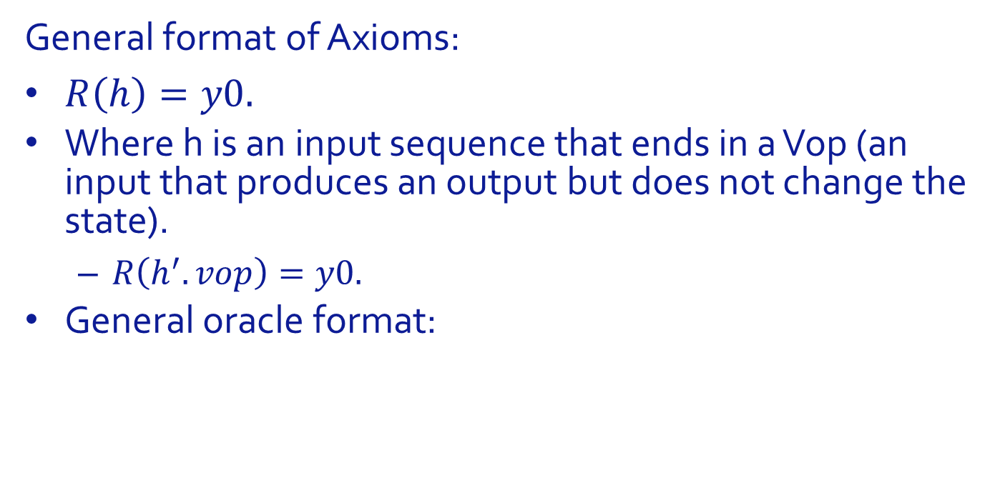 General format of Axioms:
• R(h) = y0.
• Where h is an input sequence that ends in a Vop (an
input that produces an output but does not change the
state).
– R(h′.vop) = y0.
• General oracle format: